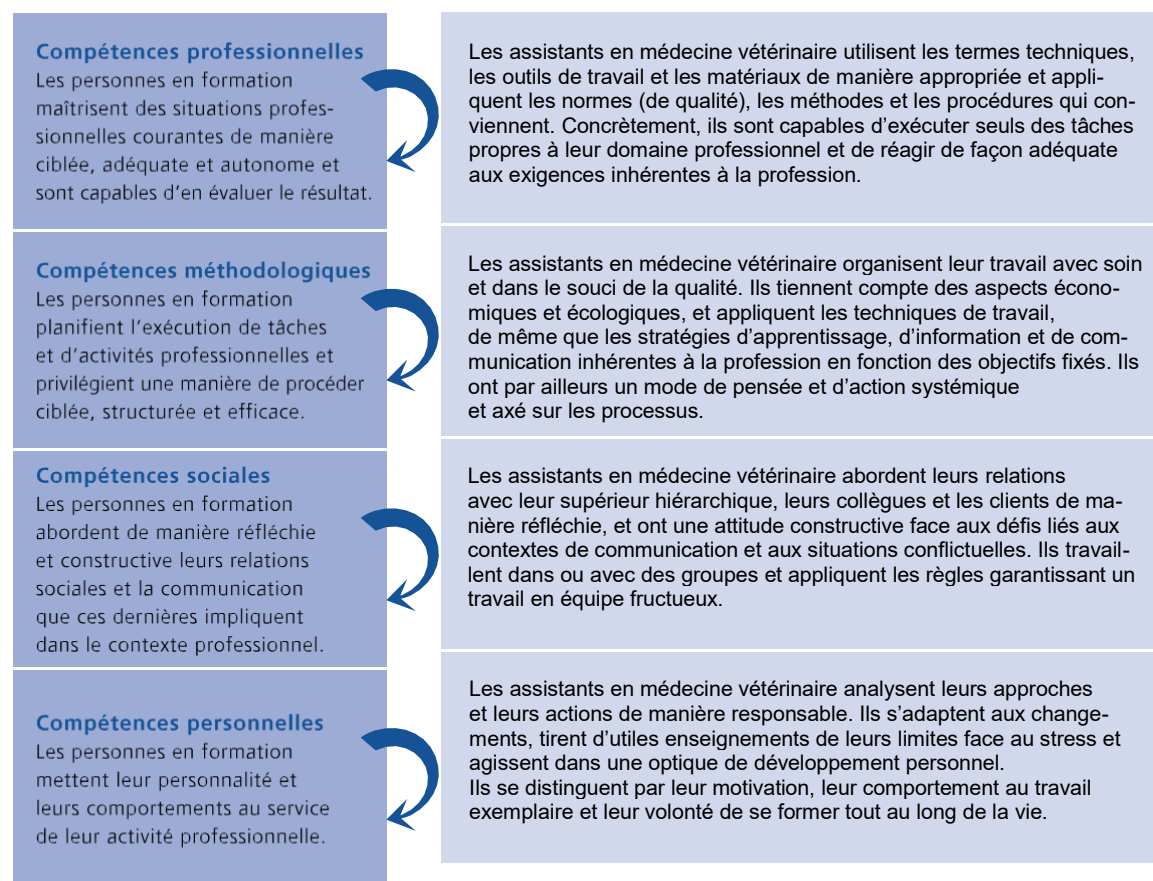 Compétences professionnelles
Les personnes en formation
maîtrisent des situations profes-
sionnelles courantes de manière
ciblée, adéquate et autonome et
sont capables d'en évaluer le résultat.
Les assistants en médecine vétérinaire utilisent les termes techniques,
les outils de travail et les matériaux de manière appropriée et appli-
quent les normes (de qualité), les méthodes et les procédures qui con-
viennent. Concrètement, ils sont capables d'exécuter seuls des tâches
propres à leur domaine professionnel et de réagir de façon adéquate
aux exigences inhérentes à la profession.
Compétences méthodologiques
Les personnes en formation
planifient l'exécution de tâches
et d'activités professionnelles et
privilégient une manière de procéder
ciblée, structurée et efficace.
Les assistants en médecine vétérinaire organisent leur travail avec soin
et dans le souci de la qualité. Ils tiennent compte des aspects écono-
miques et écologiques, et appliquent les techniques de travail,
de même que les stratégies d'apprentissage, d'information et de com-
munication inhérentes à la profession en fonction des objectifs fixés. Ils
ont par ailleurs un mode de pensée et d'action systémique
et axé sur les processus.
Compétences sociales
Les personnes en formation
abordent de manière réfléchie
et constructive leurs relations
sociales et la communication
que ces dernières impliquent
dans le contexte professionnel.
Les assistants en médecine vétérinaire abordent leurs relations
avec leur supérieur hiérarchique, leurs collègues et les clients de ma-
nière réfléchie, et ont une attitude constructive face aux défis liés aux
contextes de communication et aux situations conflictuelles. Ils travail-
lent dans ou avec des groupes et appliquent les règles garantissant un
travail en équipe fructueux.
Compétences personnelles
Les personnes en formation
mettent leur personnalité et
leurs comportements au service
de leur activité professionnelle.
Les assistants en médecine vétérinaire analysent leurs approches
et leurs actions de manière responsable. Ils s'adaptent aux change-
ments, tirent d'utiles enseignements de leurs limites face au stress et
agissent dans une optique de développement personnel.
Ils se distinguent par leur motivation, leur comportement au travail
exemplaire et leur volonté de se former tout au long de la vie.